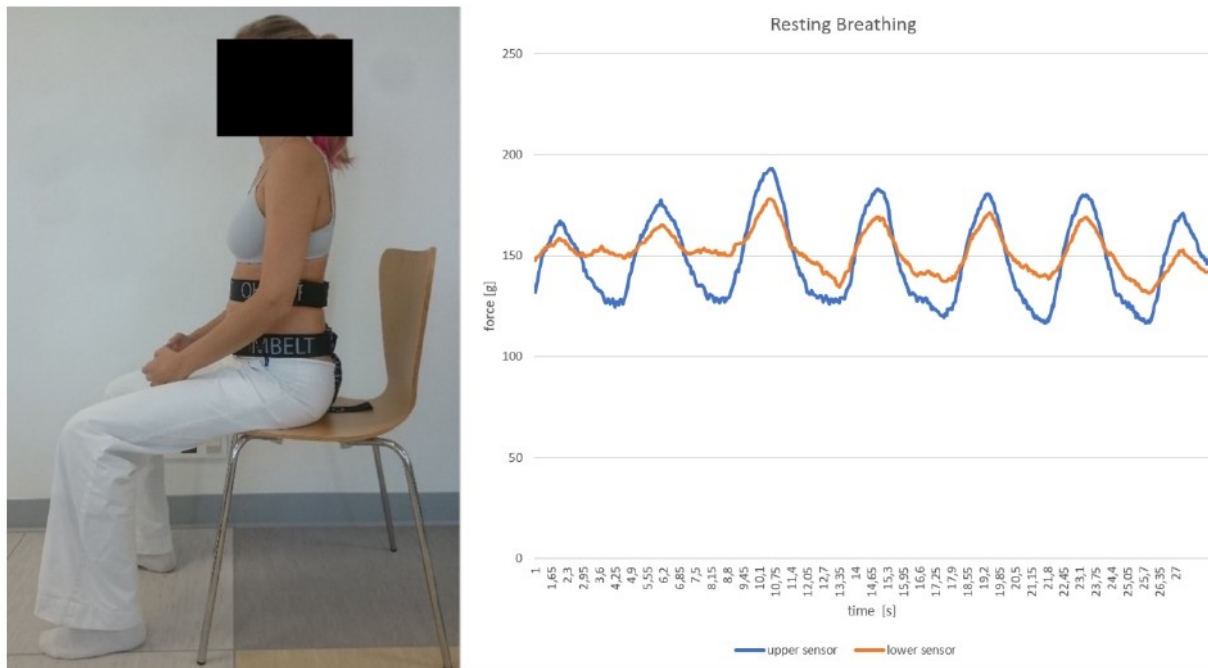 MBELT
Resting Breathing
250
200
150
100
50
0
force [g]
1 1,65 2,3 2,95 3,6 4,25 4,9 5,55 6,2 6,85 7,5 8,15 8,8 9,45 10,1 10,75 11,4 12,05 12,7 13,35 14 14,65 15,3 15,95 16,6 17,25 17,9 18,55 19,2 19,85 20,5 21,15 21,8 22,45 23,1 23,75 24,4 25,05 25,7 26,35 27
time [s]
upper sensor lower sensor